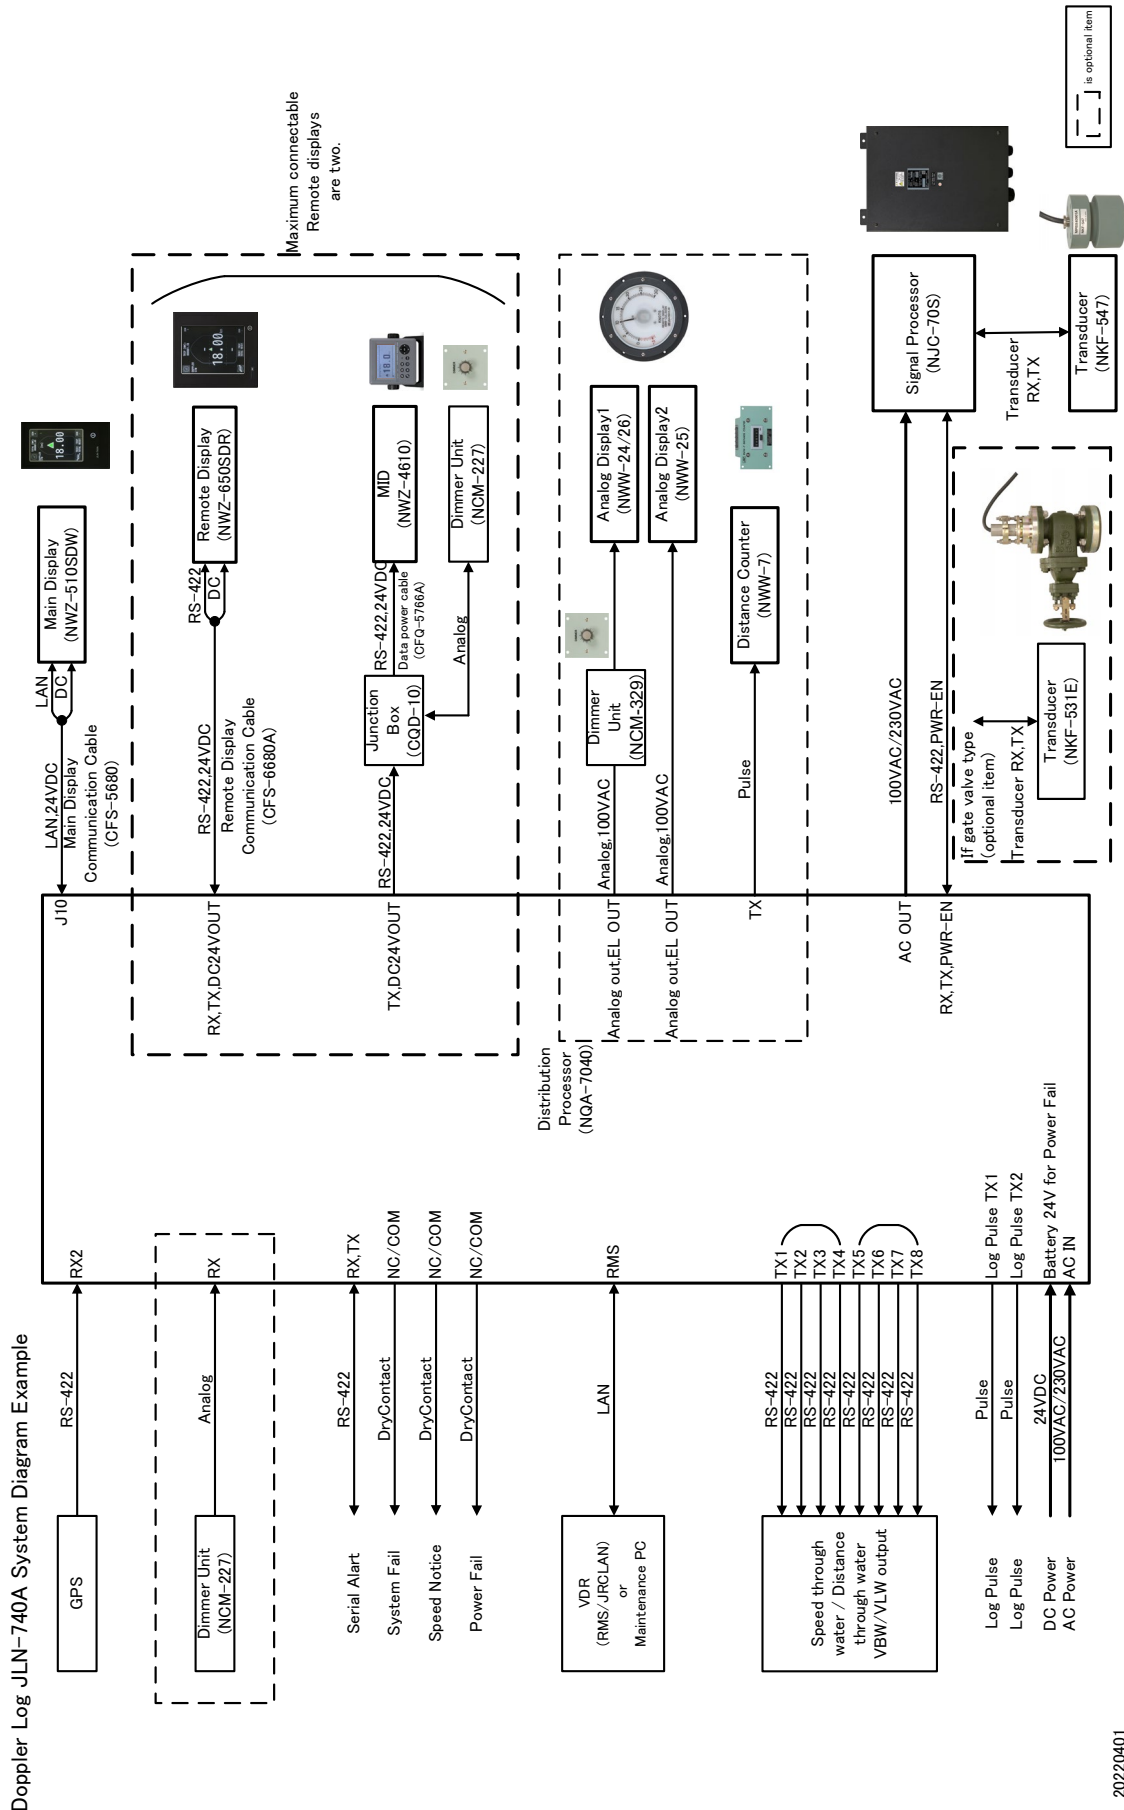 Doppler Log JLN-740A System Diagram Example
GPS
RS-422
RX2
Dimmer Unit
(NCM-227)
Analog
RX
Serial Alart
RS-422
RX,TX
System Fail
DryContact
NC/COM
Speed Notice
DryContact
NC/COM
Power Fail
DryContact
NC/COM
VDR
(RMS/JRCLAN)
or
Maintenance PC
LAN
RMS
Speed through
water / Distance
through water
VBW/VLW output
RS-422
RS-422
RS-422
RS-422
RS-422
RS-422
RS-422
RS-422
TX1
TX2
TX3
TX4
TX5
TX6
TX7
TX8
Log Pulse
Pulse
Log Pulse TX1
Log Pulse
Pulse
Log Pulse TX2
DC Power
24VDC
Battery 24V for Power Fail
AC Power
100VAC/230VAC
AC IN
Distribution
Processor
(NQA-7040)
J10
LAN,24VDC
Main Display
Communication Cable
(CFS-5680)
LAN
DC
Main Display
(NWZ-510SDW)
18.00
RX,TX,DC24VOUT
RS-422,24VDC
Remote Display
Communication Cable
(CFS-6680A)
RS-422
DC
Remote Display
(NWZ-650SDR)
18.00
Maximum connectable
Remote displays
are two.
TX,DC24VOUT
RS-422,24VDC
Junction
Box
(CQD-10)
RS-422,24VDC
Data power cable
(CFQ-5766A)
MID
(NWZ-4610)
18.0
Analog
Dimmer Unit
(NCM-227)
Analog out,EL OUT
Analog,100VAC
Dimmer
Unit
(NCM-329)
Analog Display1
(NWW-24/26)
Analog out,EL OUT
Analog,100VAC
Analog Display2
(NWW-25)
TX
Pulse
Distance Counter
(NWW-7)
AC OUT
100VAC/230VAC
RX,TX,PWR-EN
RS-422,PWR-EN
Signal Processor
(NJC-70S)
Transducer
RX,TX
Transducer
(NKF-547)
If gate valve type
(optional item)
Transducer RX,TX
Transducer
(NKF-531E)
is optional item
20220401